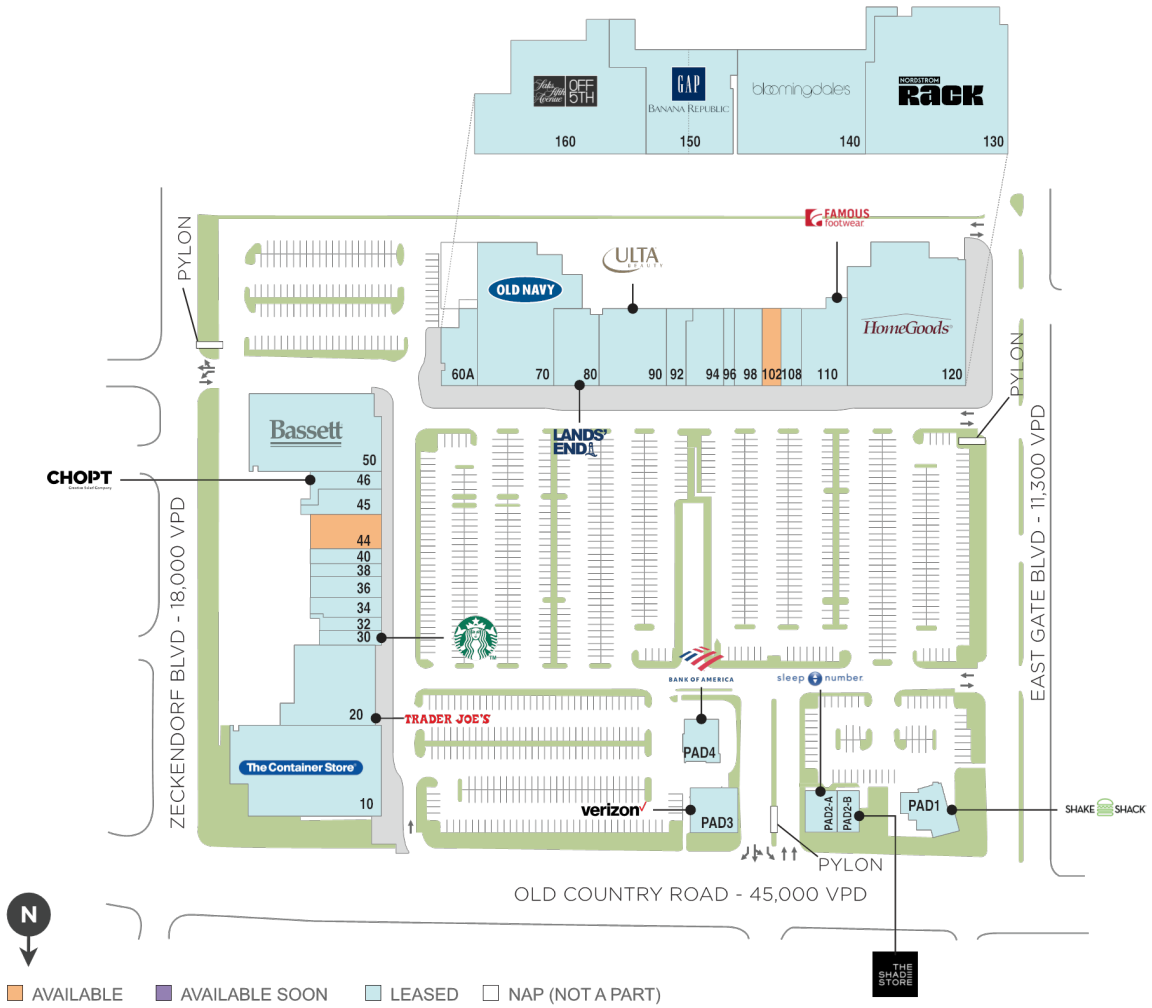 Saks
Fifth
Avenue
OFF
5TH
GAP
BANANA REPUBLIC
bloomingdales
NORDSTROM
RACK
160
150
140
130
FAMOUS
footwear
PYLON
ULTA
BEAUTY
OLD NAVY
HomeGoods
60A
70
80
90
92
94
96
98
102
108
110
120
PYLON
LANDS'
END
Bassett
50
CHOPT
Creative Salad Company
46
45
44
40
38
36
34
32
30
ZECKENDORF BLVD - 18,000 VPD
EAST GATE BLVD - 11,300 VPD
BANK OF AMERICA
sleep number
20
TRADER JOE'S
PAD4
The Container Store
10
verizon
PAD3
PAD2-A
PAD2-B
PAD1
SHAKE SHACK
PYLON
OLD COUNTRY ROAD - 45,000 VPD
N
THE
SHADE
STORE
AVAILABLE
AVAILABLE SOON
LEASED
NAP (NOT A PART)